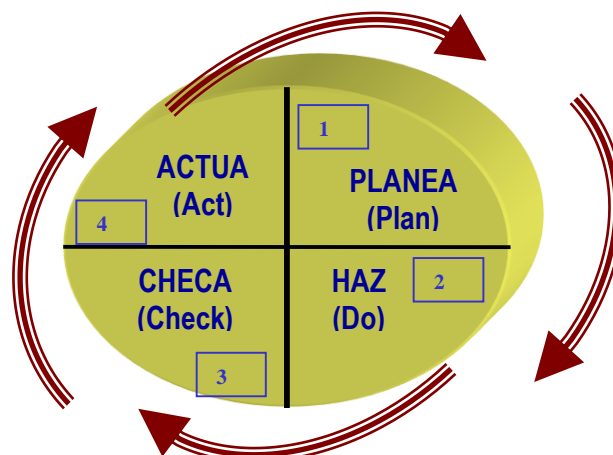 1
PLANEA
(Plan)
2
HAZ
(Do)
3
CHECA
(Check)
4
ACTUA
(Act)